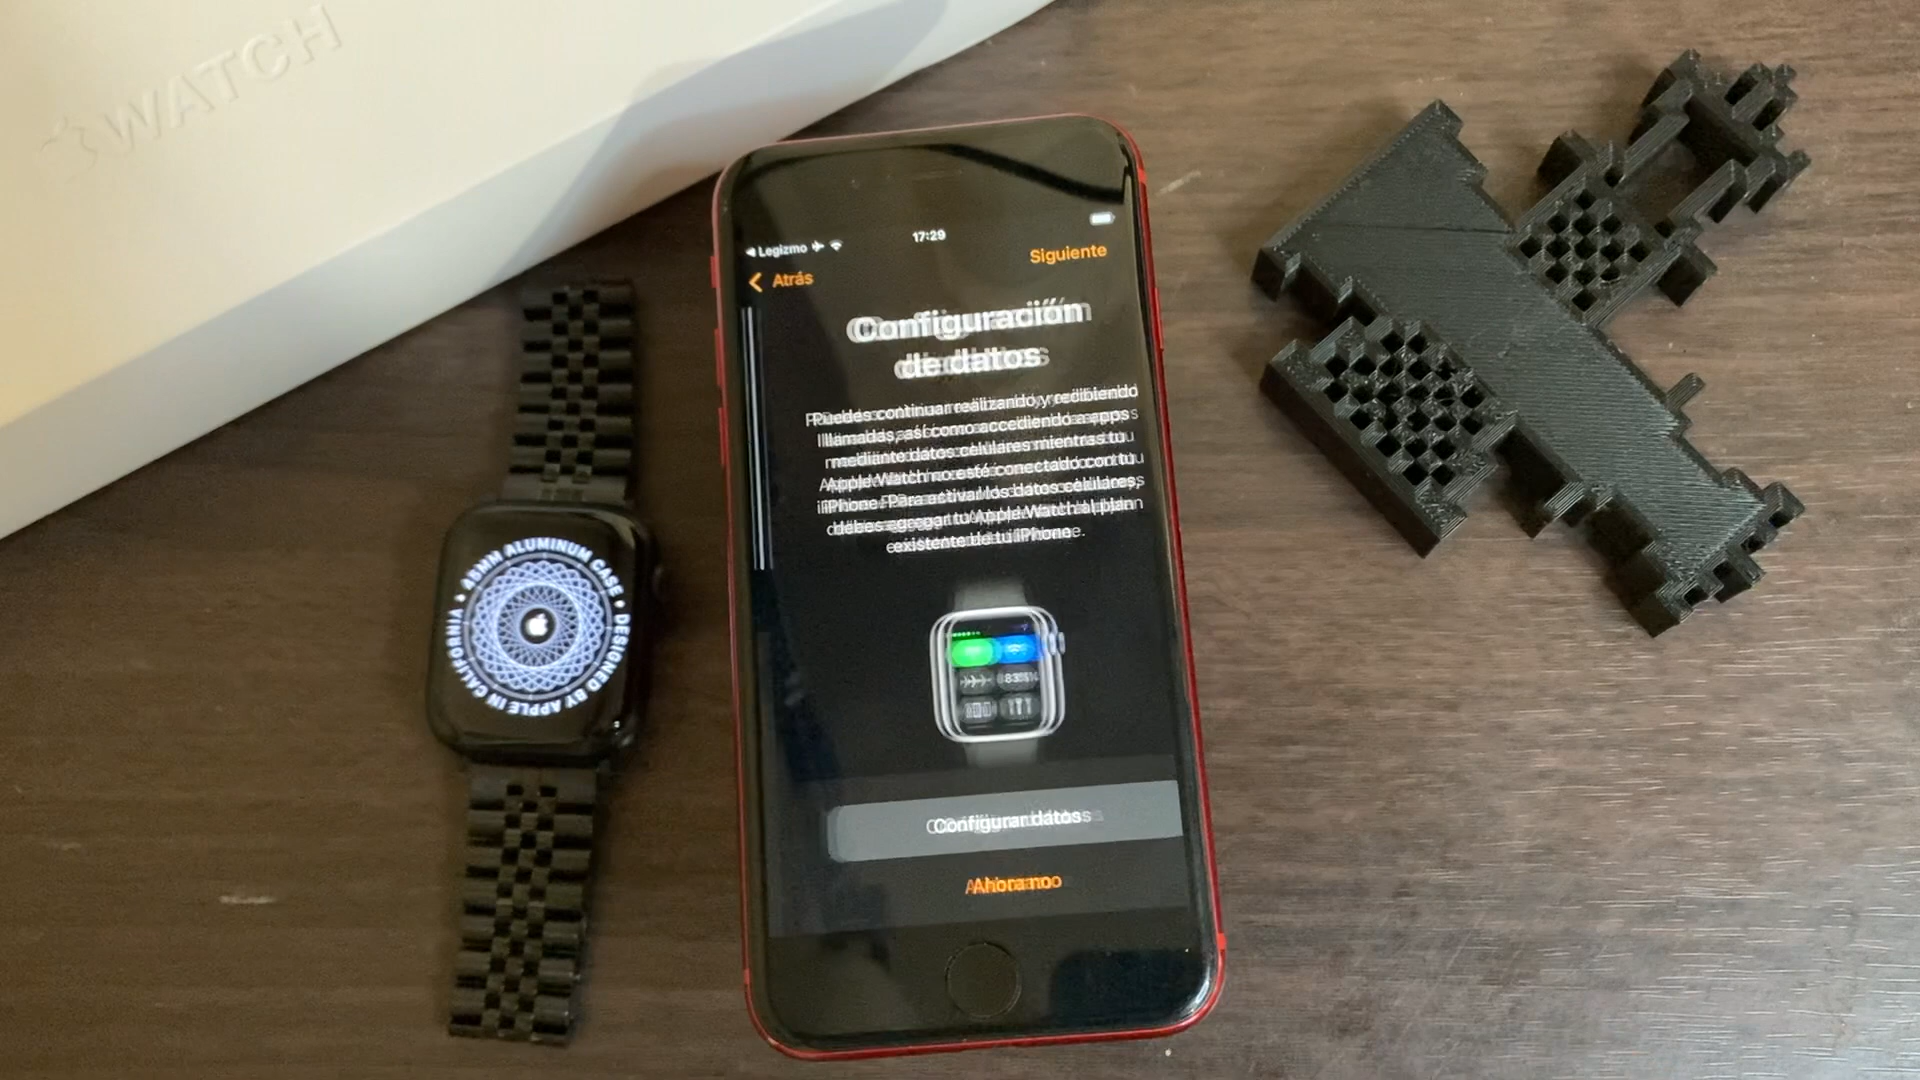 WATCH
45MM ALUMINUM CASE • DESIGNED BY APPLE IN CALIFORNIA •
Legizmo
17:29
Atrás
Siguiente
Configuración
de datos
Puedes continuar realizando y recibiendo
llamadas, así como accediendo a apps
mediante datos celulares mientras tu
Apple Watch no esté conectado con tu
iPhone. Para activar los datos celulares,
debes agregar tu Apple Watch al plan
existente de tu iPhone.
Configurar datos
Ahora no